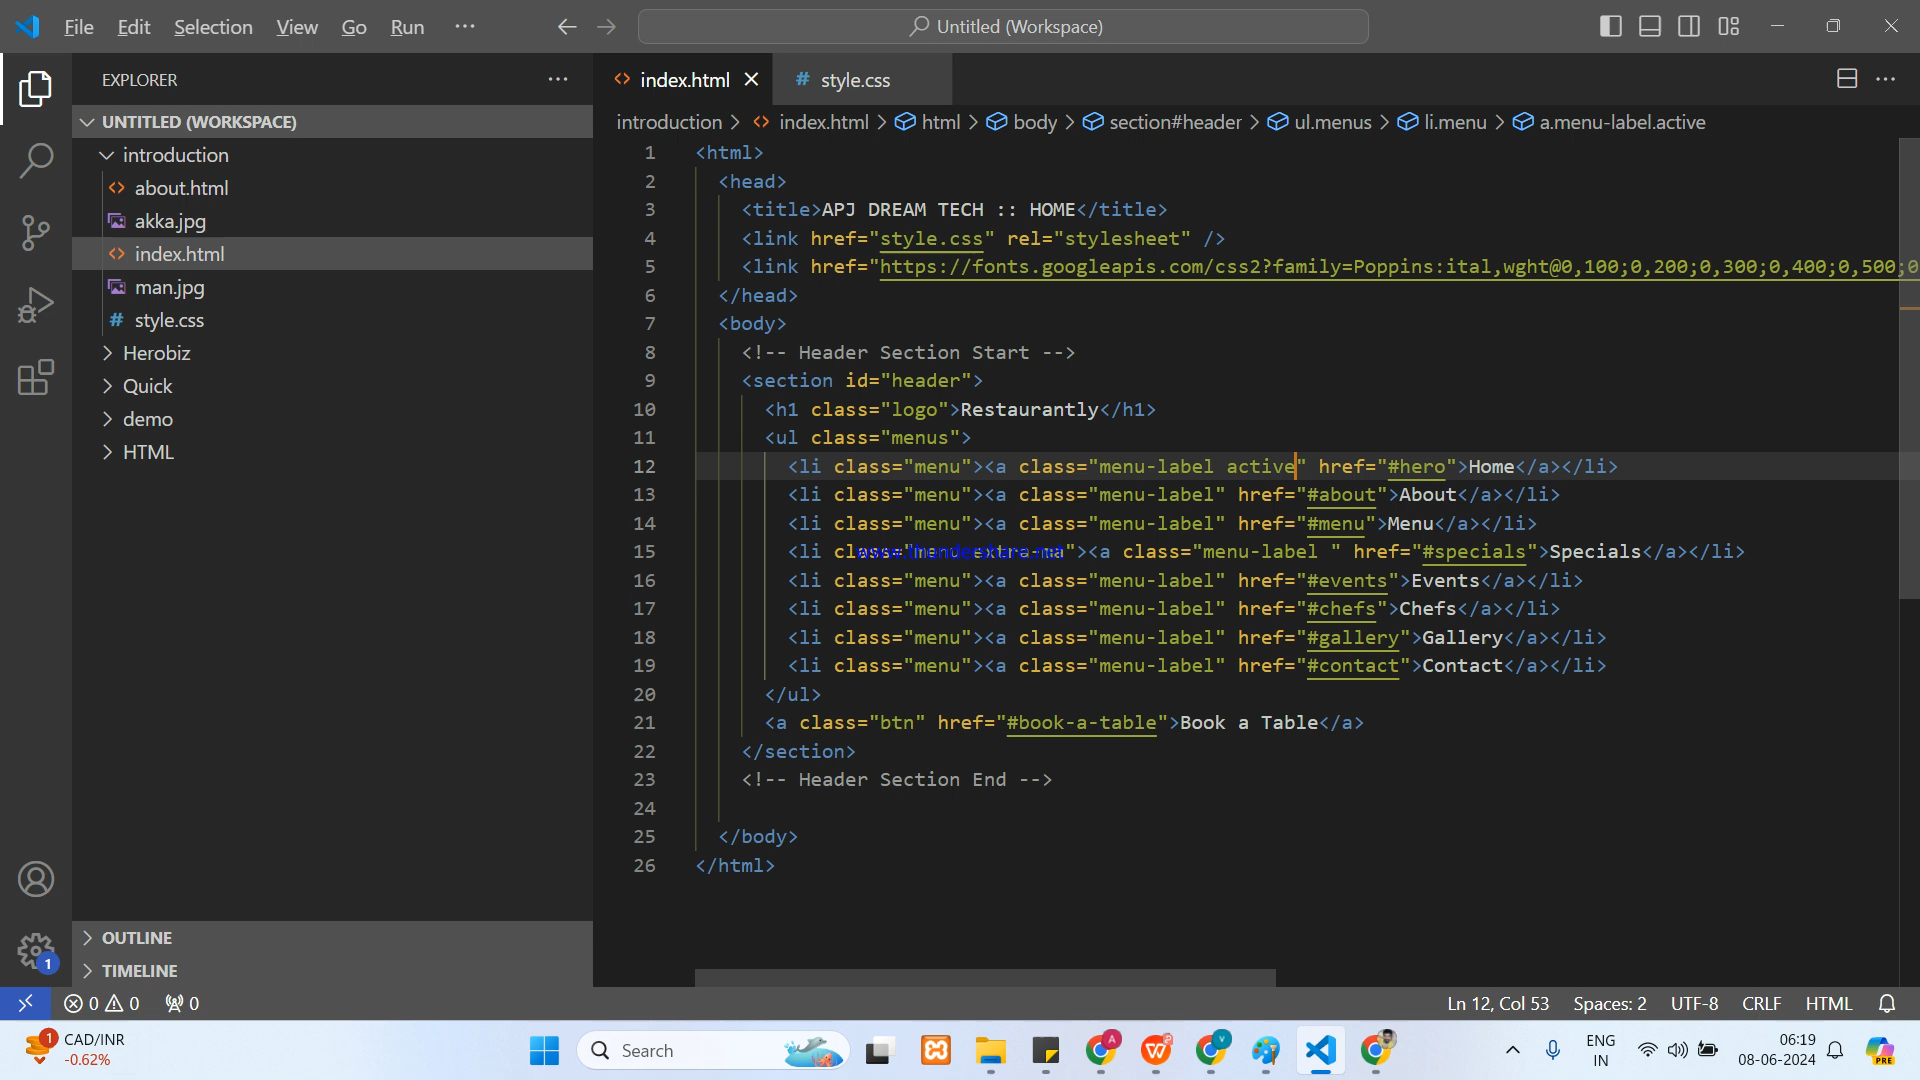 File Edit Selection View Go Run Untitled (Workspace)
EXPLORER
UNTITLED (WORKSPACE)
introduction
about.html
akka.jpg
index.html
man.jpg
style.css
Herobiz
Quick
demo
HTML
OUTLINE
TIMELINE
index.html style.css
introduction > index.html > html > body > section#header > ul.menus > li.menu > a.menu-label.active
1 <html>
2 <head>
3 <title>APJ DREAM TECH :: HOME</title>
4 <link href="style.css" rel="stylesheet" />
5 <link href="https://fonts.googleapis.com/css2?family=Poppins:ital,wght@0,100;0,200;0,300;0,400;0,500;0
6 </head>
7 <body>
8 <!-- Header Section Start -->
9 <section id="header">
10 <h1 class="logo">Restaurantly</h1>
11 <ul class="menus">
12 <li class="menu"><a class="menu-label active" href="#hero">Home</a></li>
13 <li class="menu"><a class="menu-label" href="#about">About</a></li>
14 <li class="menu"><a class="menu-label" href="#menu">Menu</a></li>
15 <li class="menu "><a class="menu-label " href="#specials">Specials</a></li>
www.thundershare.net
16 <li class="menu"><a class="menu-label" href="#events">Events</a></li>
17 <li class="menu"><a class="menu-label" href="#chefs">Chefs</a></li>
18 <li class="menu"><a class="menu-label" href="#gallery">Gallery</a></li>
19 <li class="menu"><a class="menu-label" href="#contact">Contact</a></li>
20 </ul>
21 <a class="btn" href="#book-a-table">Book a Table</a>
22 </section>
23 <!-- Header Section End -->
24
25 </body>
26 </html>
1
0 0 0 Ln 12, Col 53 Spaces: 2 UTF-8 CRLF HTML
1 CAD/INR
-0.62%
Search
ENG
IN
06:19
08-06-2024
PRE